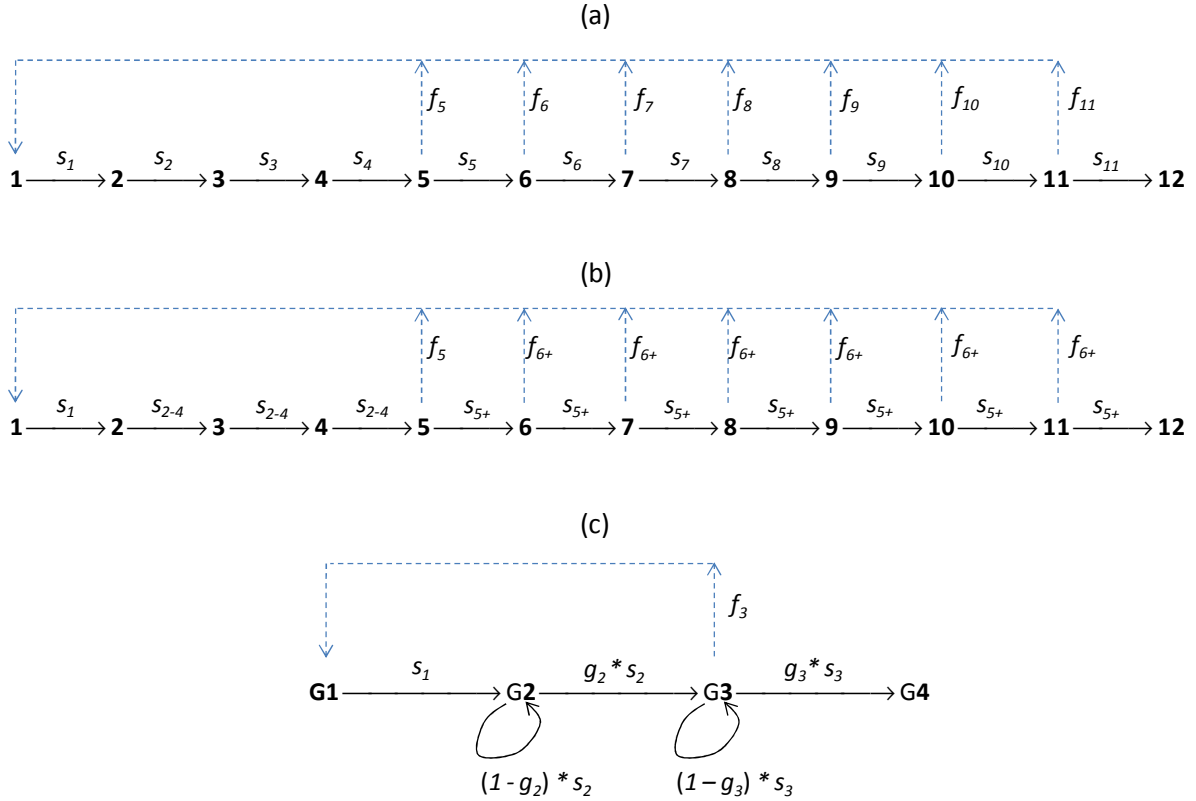 (a)
f5 f6 f7 f8 f9 f10 f11
s1 s2 s3 s4 s5 s6 s7 s8 s9 s10 s11
1 2 3 4 5 6 7 8 9 10 11 12
(b)
f5 f6+ f6+ f6+ f6+ f6+ f6+
s1 s2-4 s2-4 s2-4 s5+ s5+ s5+ s5+ s5+ s5+ s5+
1 2 3 4 5 6 7 8 9 10 11 12
(c)
f3
s1 g2 * s2 g3 * s3
G1 G2 G3 G4
(1 - g2) * s2 (1 – g3) * s3